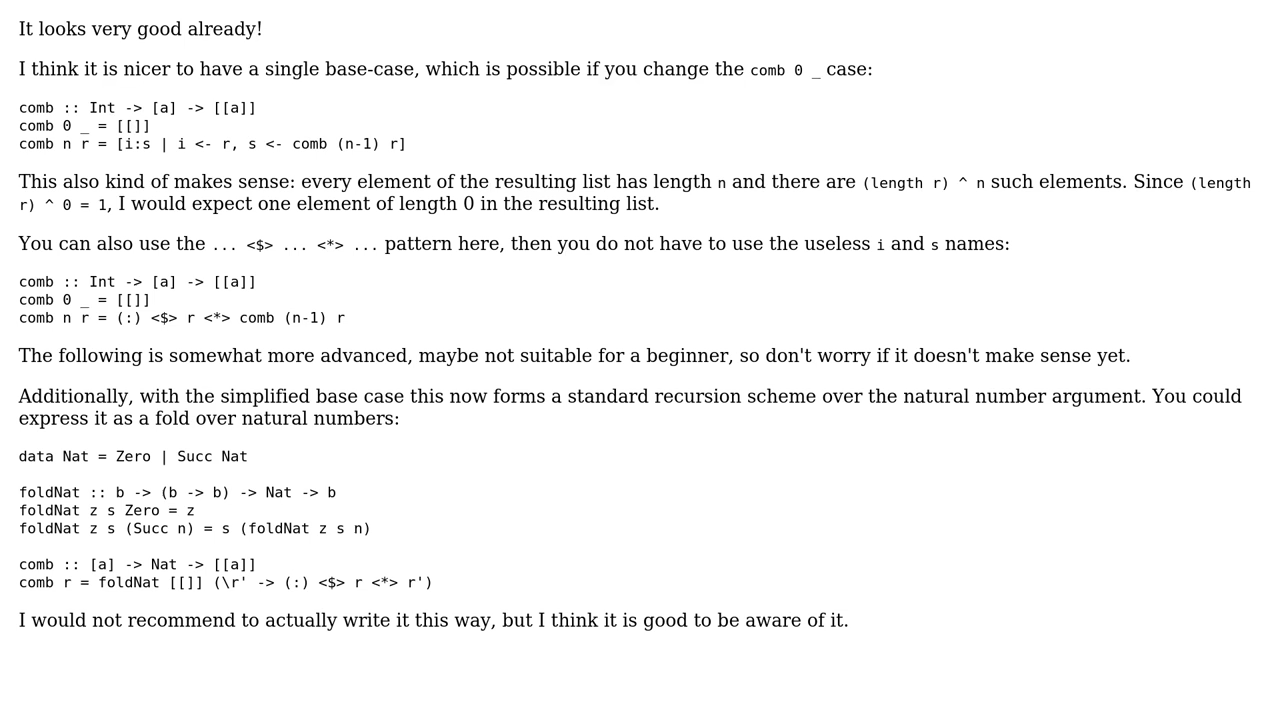 It looks very good already!
I think it is nicer to have a single base-case, which is possible if you change the comb 0 _ case:
comb :: Int -> [a] -> [[a]]
comb 0 _ = [[]]
comb n r = [i:s | i <- r, s <- comb (n-1) r]
This also kind of makes sense: every element of the resulting list has length n and there are (length r) ^ n such elements. Since (length
r) ^ 0 = 1, I would expect one element of length 0 in the resulting list.
You can also use the ... <$> ... <*> ... pattern here, then you do not have to use the useless i and s names:
comb :: Int -> [a] -> [[a]]
comb 0 _ = [[]]
comb n r = (:) <$> r <*> comb (n-1) r
The following is somewhat more advanced, maybe not suitable for a beginner, so don't worry if it doesn't make sense yet.
Additionally, with the simplified base case this now forms a standard recursion scheme over the natural number argument. You could
express it as a fold over natural numbers:
data Nat = Zero | Succ Nat
foldNat :: b -> (b -> b) -> Nat -> b
foldNat z s Zero = z
foldNat z s (Succ n) = s (foldNat z s n)
comb :: [a] -> Nat -> [[a]]
comb r = foldNat [[]] (\r' -> (:) <$> r <*> r')
I would not recommend to actually write it this way, but I think it is good to be aware of it.